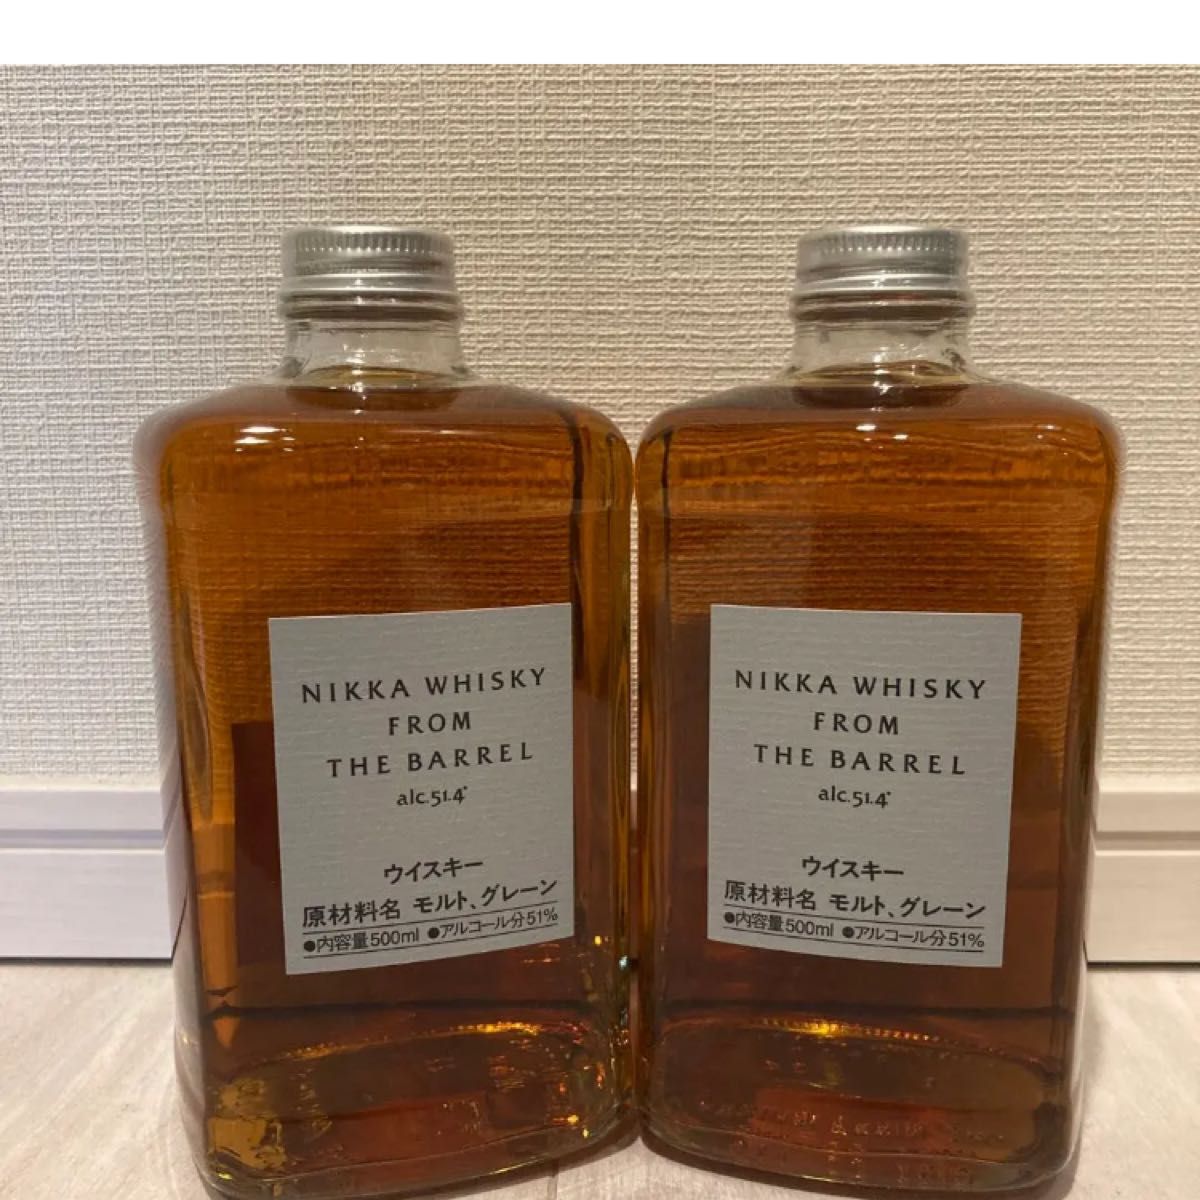 NIKKA WHISKY
FROM
THE BARREL
alc.51.4°
ウイスキー
原材料名 モルト、グレーン
●内容量500ml ●アルコール分51%
NIKKA WHISKY
FROM
THE BARREL
alc.51.4°
ウイスキー
原材料名 モルト、グレーン
●内容量500ml ●アルコール分51%